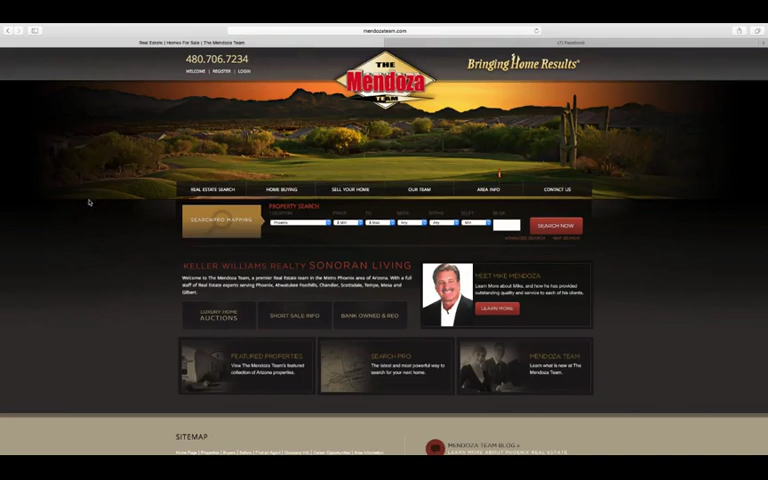 mendozateam.com
Real Estate | Homes For Sale | The Mendoza Team
(7) Facebook
480.706.7234
WELCOME | REGISTER | LOGIN
THE
Mendoza
TEAM
Bringing Home Results
REAL ESTATE SEARCH
HOME BUYING
SELL YOUR HOME
OUR TEAM
AREA INFO
CONTACT US
SEARCH PRO MAPPING
PROPERTY SEARCH
LOCATION
Phoenix
SEARCH NOW
ADVANCED SEARCH
MAP SEARCH
KELLER WILLIAMS REALTY SONORAN LIVING
Welcome to The Mendoza Team, a premier Real Estate team in the Metro Phoenix area of Arizona. With a full
staff of Real Estate experts serving Phoenix, Ahwatukee Foothills, Chandler, Scottsdale, Tempe, Mesa and
Gilbert.
LUXURY HOME
AUCTIONS
SHORT SALE INFO
BANK OWNED & REO
MEET MIKE MENDOZA
Learn More about Mike, and how he has provided
outstanding quality and service to each of his clients.
LEARN MORE
FEATURED PROPERTIES
View The Mendoza Team's featured
collection of Arizona properties.
SEARCH PRO
The latest and most powerful way to
search for your next home.
MENDOZA TEAM
Learn what is new at The
Mendoza Team.
SITEMAP
MENDOZA TEAM BLOG »
LEARN MORE ABOUT PHOENIX REAL ESTATE